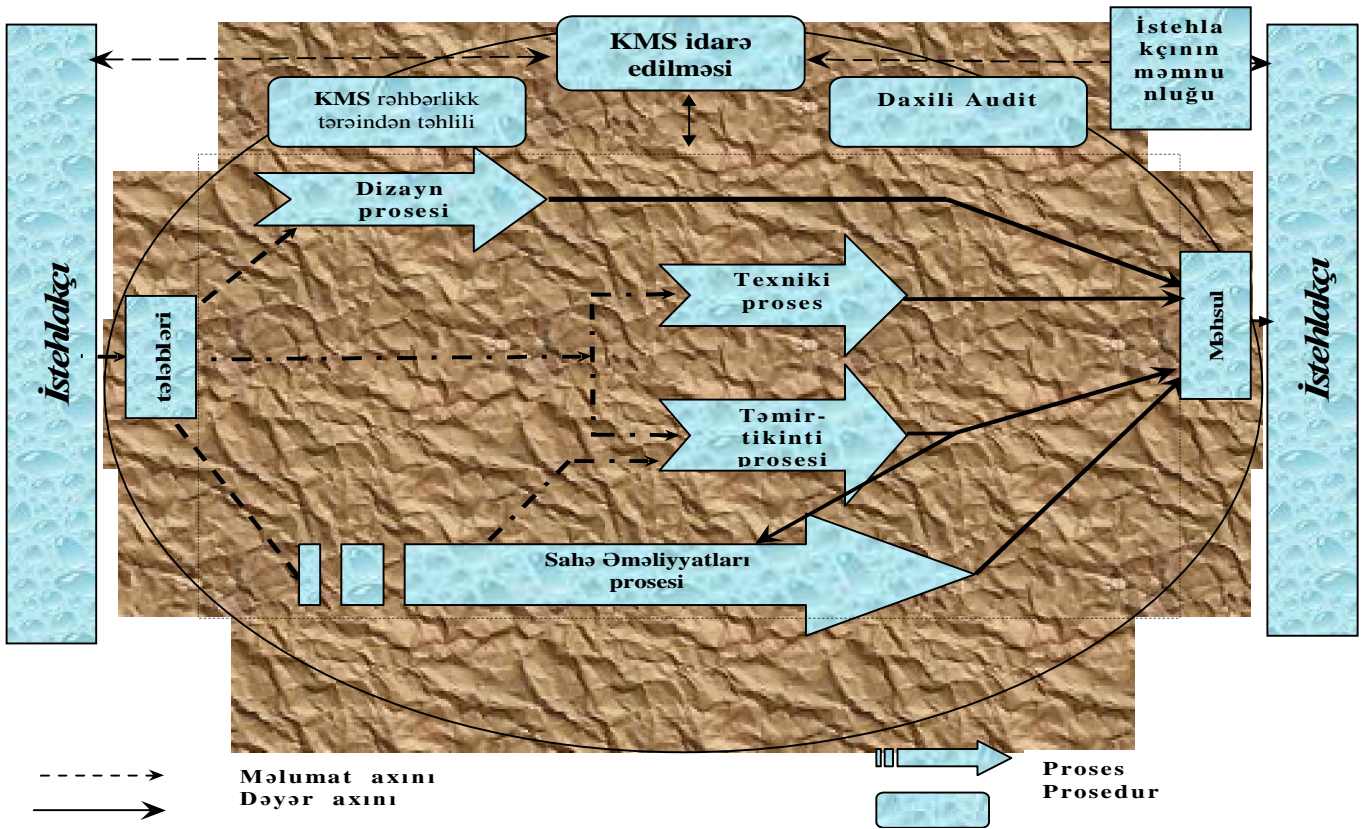 KMS idarə
edilməsi
İstehla
kçının
məmnu
nluğu
KMS rəhbərlikk
tərəindən təhlili
Daxili Audit
Dizayn
prosesi
Texniki
proses
İstehlakçı
tələbləri
Məhsul
İstehlakçı
Təmir-
tikinti
prosesi
Sahə Əməliyyatları
prosesi
Məlumat axını
Dəyər axını
Proses
Prosedur